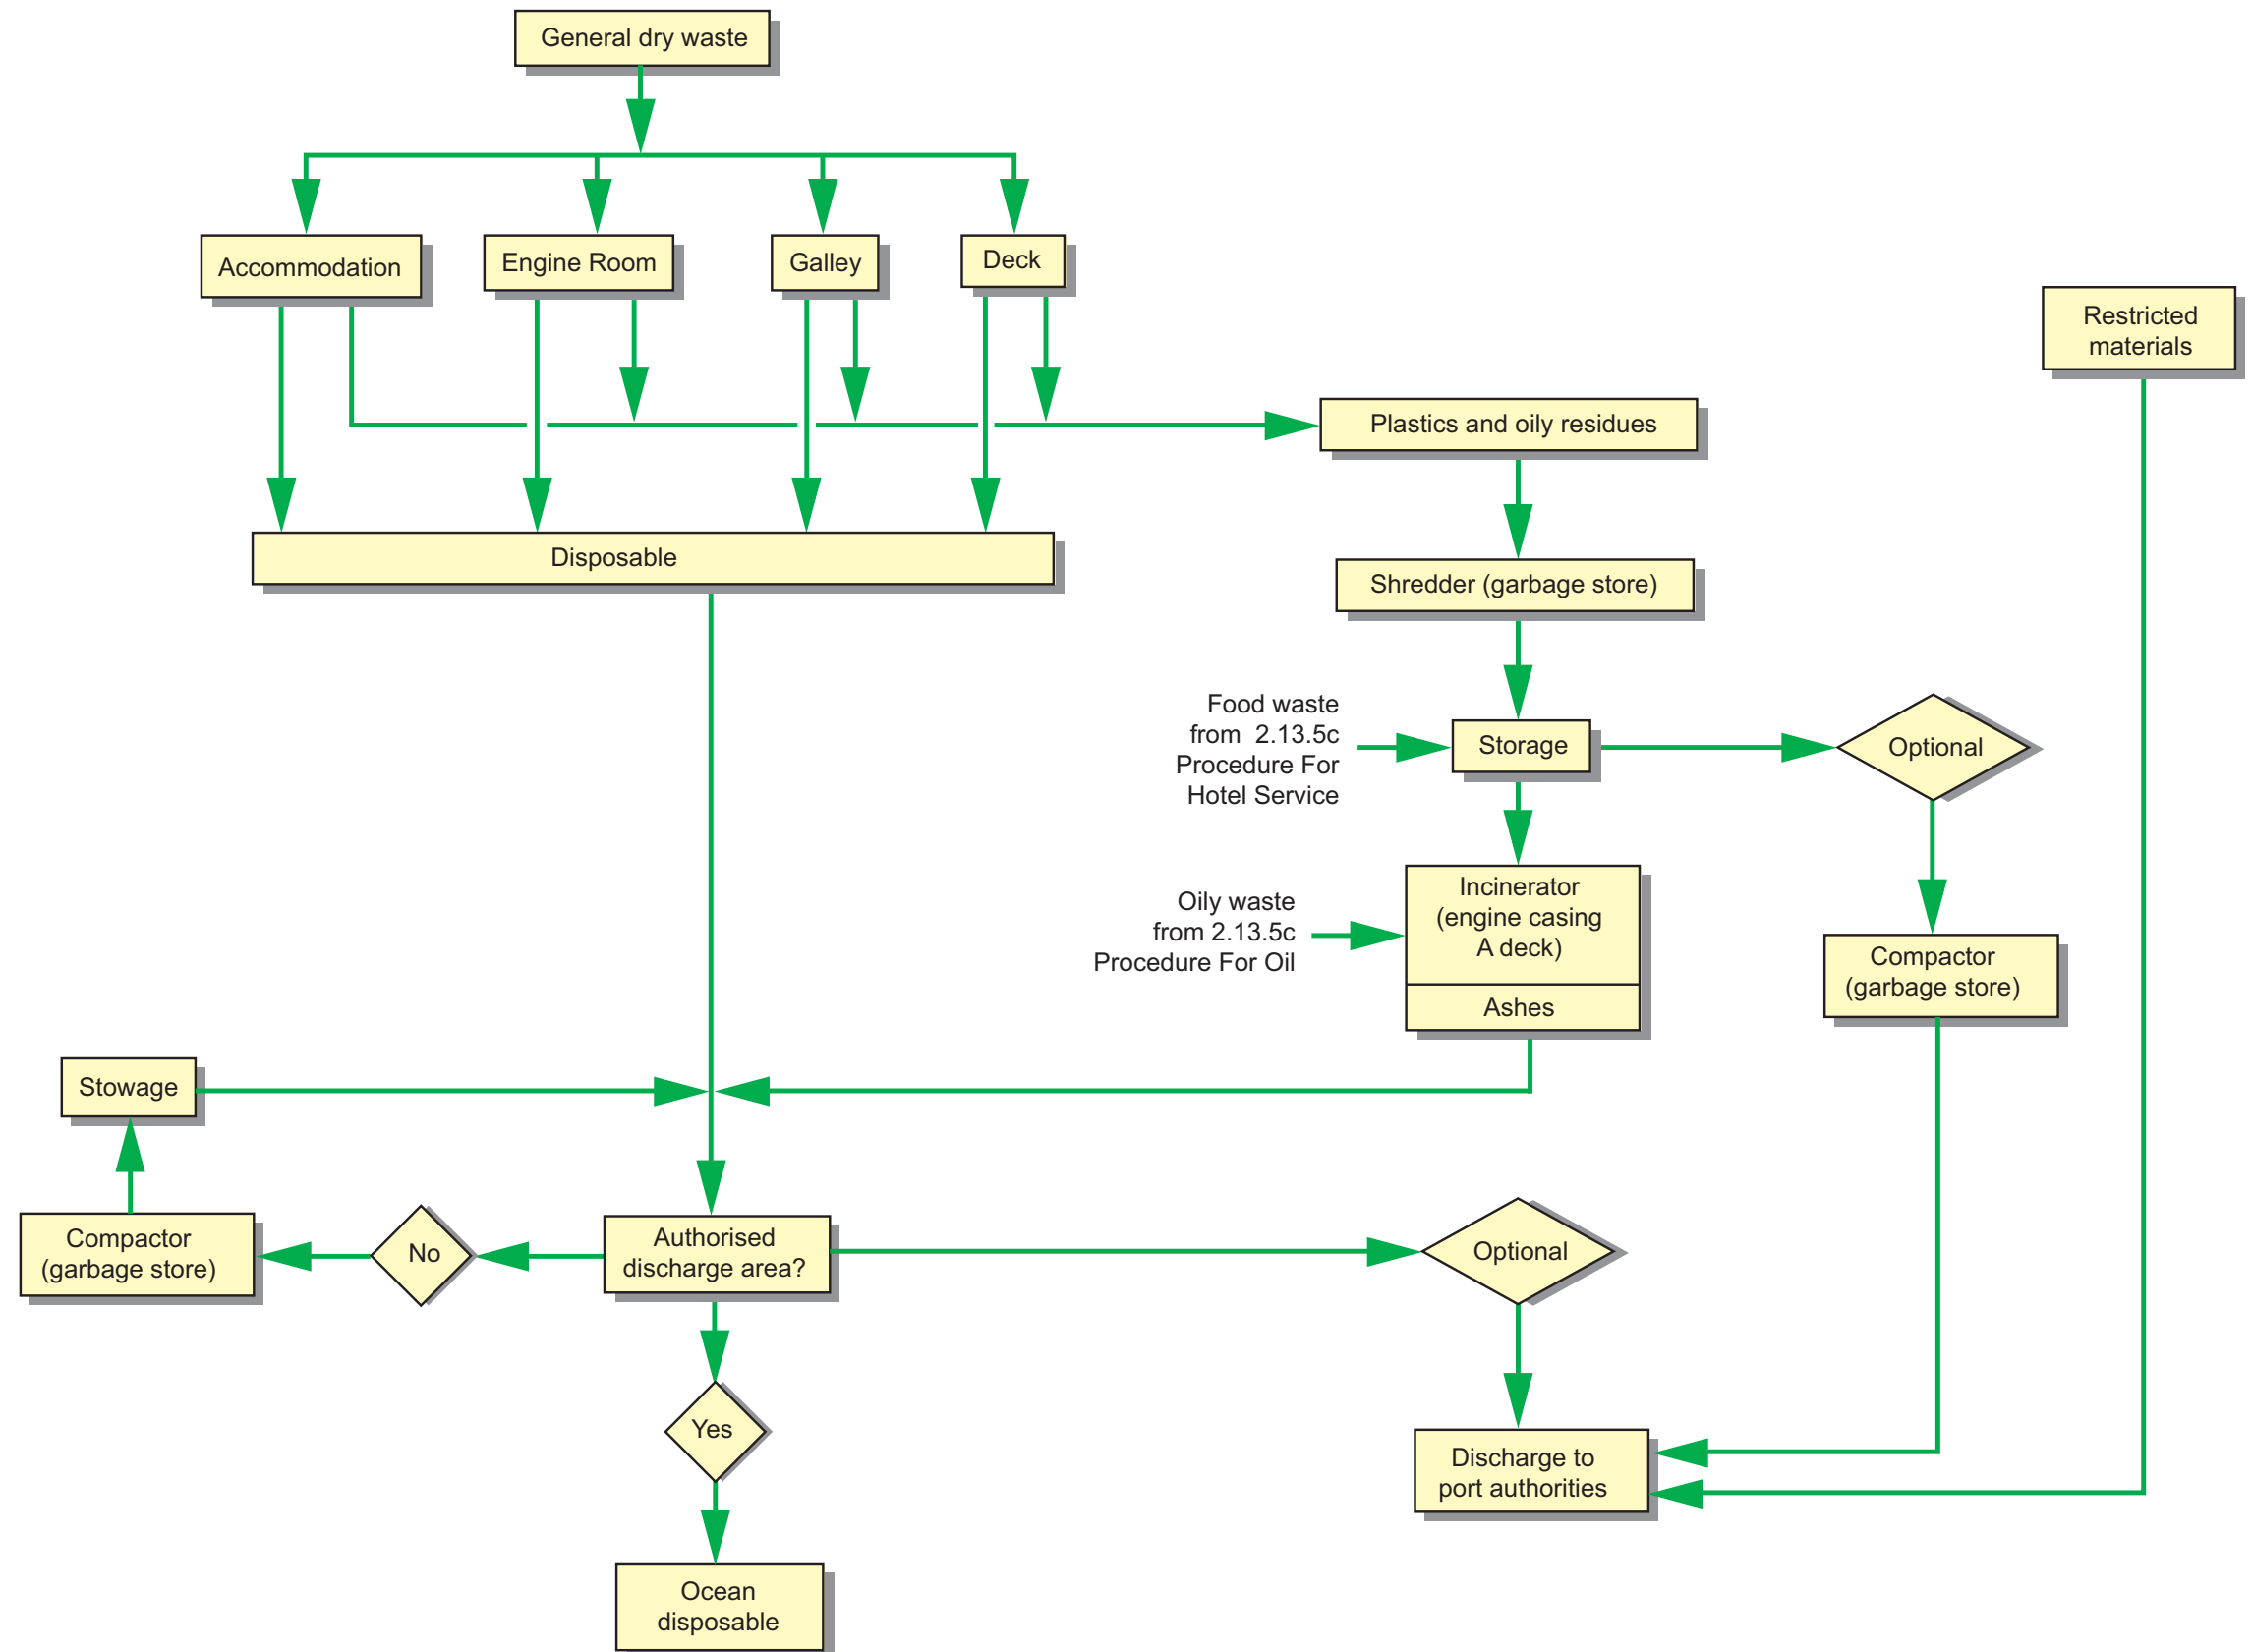 General dry waste
Accommodation
Engine Room
Galley
Deck
Restricted
materials
Plastics and oily residues
Disposable
Shredder (garbage store)
Food waste
from 2.13.5c
Procedure For
Hotel Service
Storage
Optional
Incinerator
(engine casing
A deck)
Ashes
Oily waste
from 2.13.5c
Procedure For Oil
Compactor
(garbage store)
Stowage
Compactor
(garbage store)
No
Authorised
discharge area?
Optional
Yes
Discharge to
port authorities
Ocean
disposable